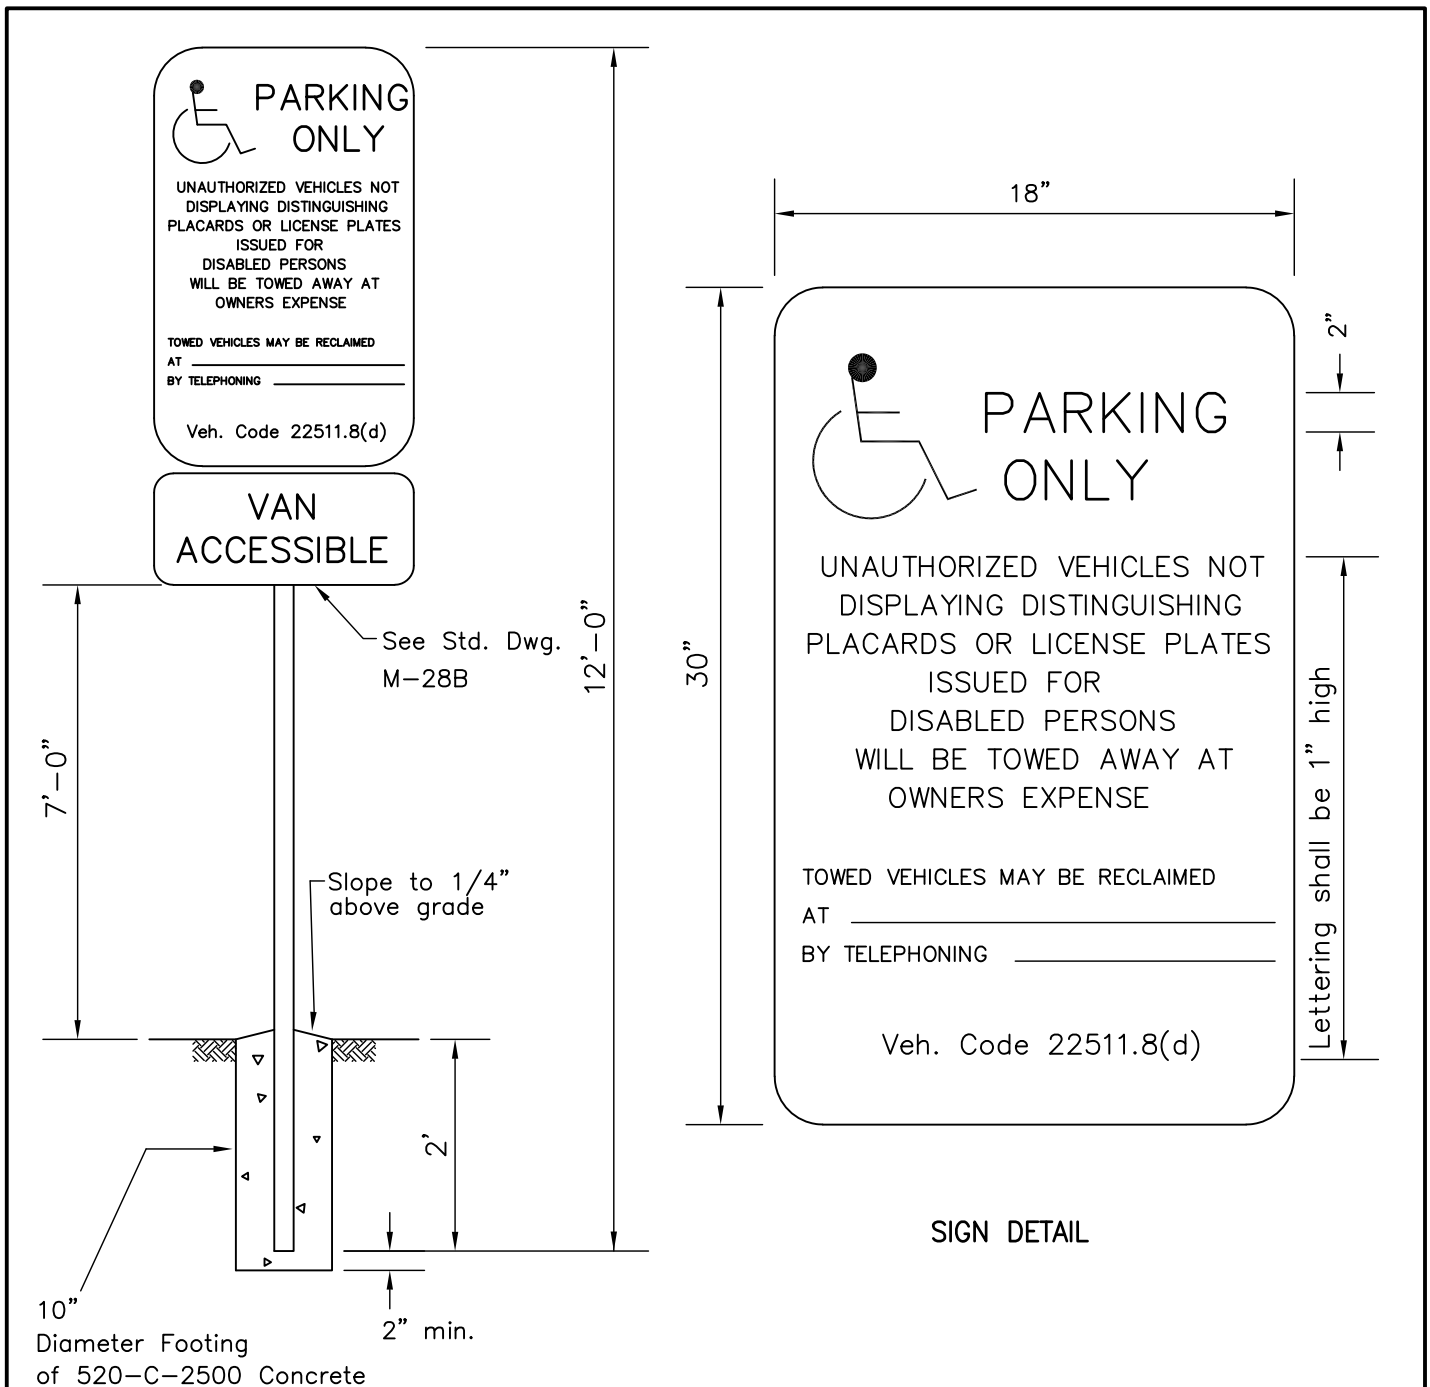 PARKING
ONLY
UNAUTHORIZED VEHICLES NOT
DISPLAYING DISTINGUISHING
PLACARDS OR LICENSE PLATES
ISSUED FOR
DISABLED PERSONS
WILL BE TOWED AWAY AT
OWNERS EXPENSE
TOWED VEHICLES MAY BE RECLAIMED
AT
BY TELEPHONING
Veh. Code 22511.8(d)
VAN
ACCESSIBLE
See Std. Dwg.
M-28B
12'-0"
7'-0"
Slope to 1/4"
above grade
2'
2" min.
10"
Diameter Footing
of 520-C-2500 Concrete
18"
30"
2"
PARKING
ONLY
UNAUTHORIZED VEHICLES NOT
DISPLAYING DISTINGUISHING
PLACARDS OR LICENSE PLATES
ISSUED FOR
DISABLED PERSONS
WILL BE TOWED AWAY AT
OWNERS EXPENSE
TOWED VEHICLES MAY BE RECLAIMED
AT
BY TELEPHONING
Veh. Code 22511.8(d)
Lettering shall be 1" high
SIGN DETAIL